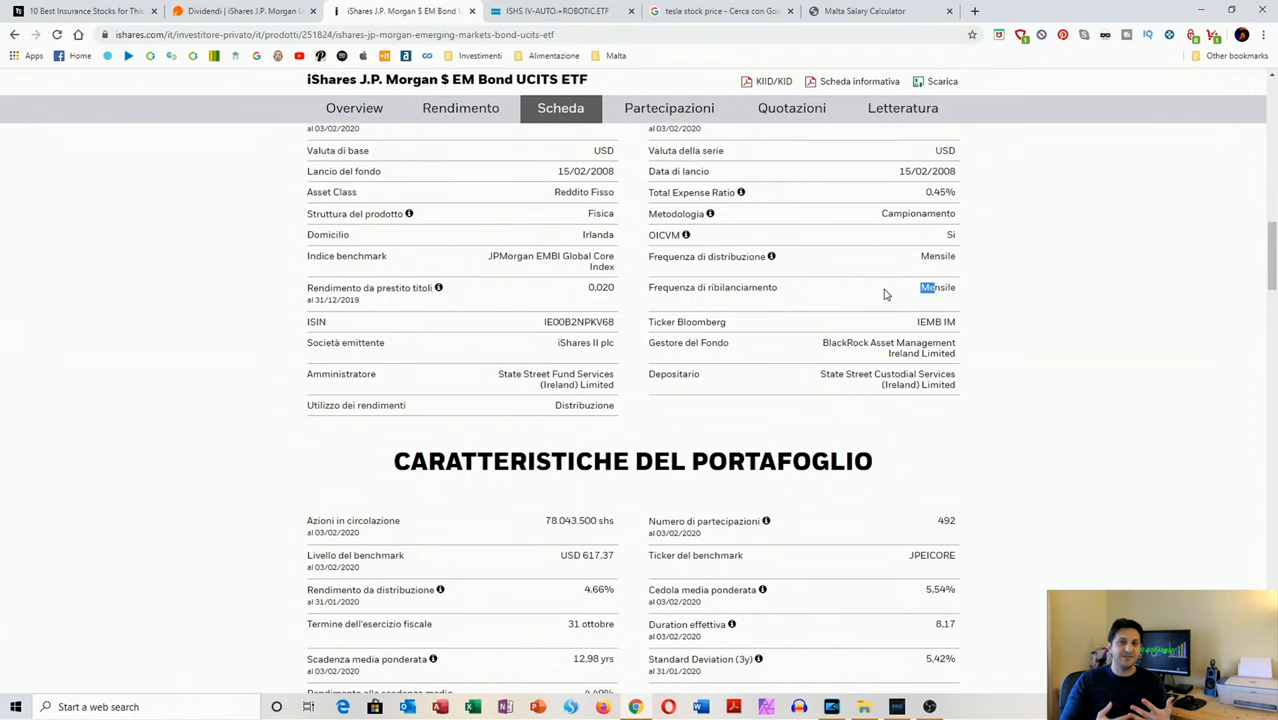 10 Best Insurance Stocks for This
Dividendi | iShares J.P. Morgan U
iShares J.P. Morgan $ EM Bond U
ISHS IV-AUTO.+ROBOTIC.ETF
tesla stock price - Cerca con Goo
Malta Salary Calculator
ishares.com/it/investitore-privato/it/prodotti/251824/ishares-jp-morgan-emerging-markets-bond-ucits-etf
Apps
Investimenti
Alimentazione
Malta
Other bookmarks
iShares J.P. Morgan $ EM Bond UCITS ETF
KIID/KID
Scheda informativa
Scarica
Overview
Rendimento
Scheda
Partecipazioni
Quotazioni
Letteratura
al 03/02/2020
al 03/02/2020
Valuta di base USD
Valuta della serie USD
Lancio del fondo 15/02/2008
Data di lancio 15/02/2008
Asset Class Reddito Fisso
Total Expense Ratio 0,45%
Struttura del prodotto Fisica
Metodologia Campionamento
Domicilio Irlanda
OICVM Si
Indice benchmark JPMorgan EMBI Global Core
Index
Frequenza di distribuzione Mensile
Rendimento da prestito titoli 0,020
al 31/12/2019
Frequenza di ribilanciamento Mensile
ISIN IE00B2NPKV68
Ticker Bloomberg IEMB IM
Società emittente iShares II plc
Gestore del Fondo BlackRock Asset Management
Ireland Limited
Amministratore State Street Fund Services
(Ireland) Limited
Depositario State Street Custodial Services
(Ireland) Limited
Utilizzo dei rendimenti Distribuzione
CARATTERISTICHE DEL PORTAFOGLIO
Azioni in circolazione 78.043.500 shs
al 03/02/2020
Numero di partecipazioni 492
al 03/02/2020
Livello del benchmark USD 617,37
al 03/02/2020
Ticker del benchmark JPEICORE
Rendimento da distribuzione 4,66%
al 31/01/2020
Cedola media ponderata 5,54%
al 03/02/2020
Termine dell'esercizio fiscale 31 ottobre
Duration effettiva 8,17
al 03/02/2020
Scadenza media ponderata 12,98 yrs
al 03/02/2020
Standard Deviation (3y) 5,42%
al 31/01/2020
Rendimento alla scadenza medio 4,49%
Start a web search